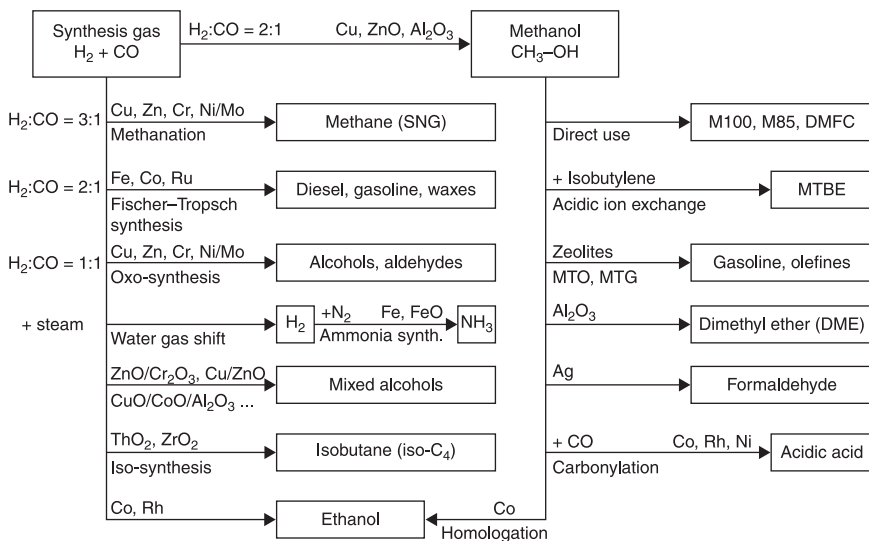 Synthesis gas
H₂ + CO
H₂:CO = 2:1
Cu, ZnO, Al₂O₃
Methanol
CH₃–OH
H₂:CO = 3:1
Cu, Zn, Cr, Ni/Mo
Methanation
Methane (SNG)
H₂:CO = 2:1
Fe, Co, Ru
Fischer–Tropsch
synthesis
Diesel, gasoline, waxes
H₂:CO = 1:1
Cu, Zn, Cr, Ni/Mo
Oxo-synthesis
Alcohols, aldehydes
+ steam
Water gas shift
H₂
+N₂
Fe, FeO
Ammonia synth.
NH₃
ZnO/Cr₂O₃, Cu/ZnO
CuO/CoO/Al₂O₃ ...
Mixed alcohols
ThO₂, ZrO₂
Iso-synthesis
Isobutane (iso-C₄)
Co, Rh
Ethanol
Direct use
M100, M85, DMFC
+ Isobutylene
Acidic ion exchange
MTBE
Zeolites
MTO, MTG
Gasoline, olefines
Al₂O₃
Dimethyl ether (DME)
Ag
Formaldehyde
+ CO
Co, Rh, Ni
Carbonylation
Acidic acid
Co
Homologation